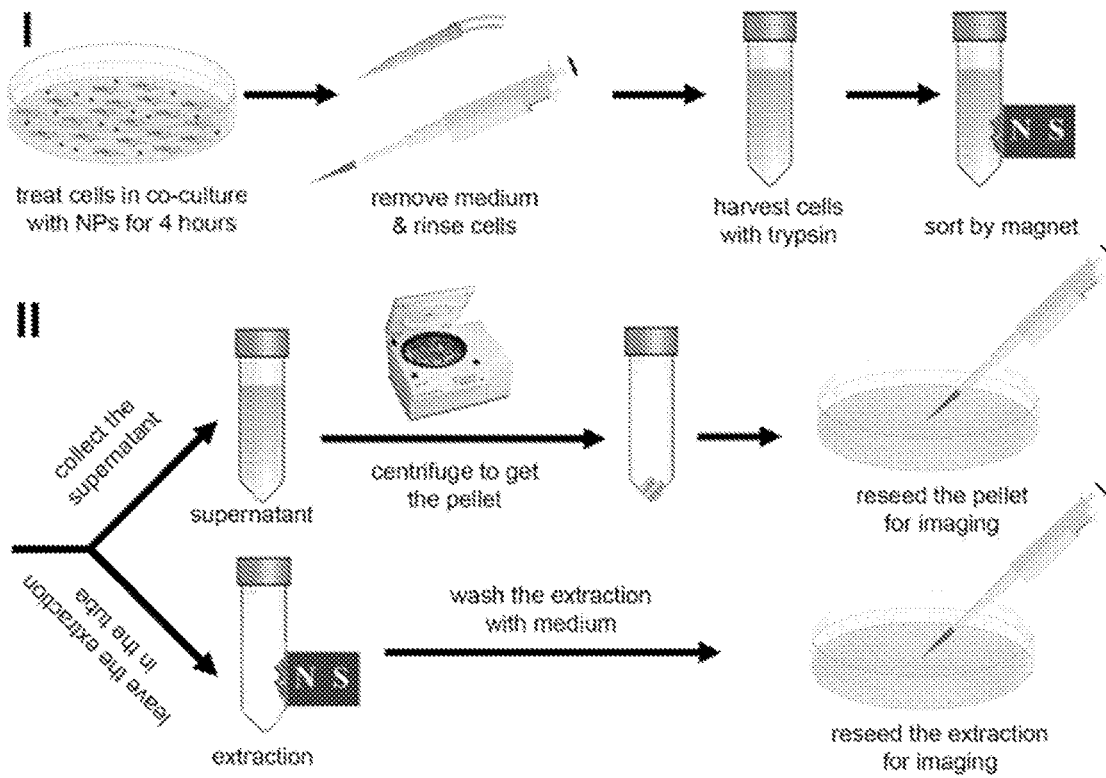 I
treat cells in co-culture
with NPs for 4 hours
remove medium
& rinse cells
harvest cells
with trypsin
N S
sort by magnet
II
collect the
supernatant
supernatant
centrifuge to get
the pellet
reseed the pellet
for imaging
leave the extraction
in the tube
N S
extraction
wash the extraction
with medium
reseed the extraction
for imaging